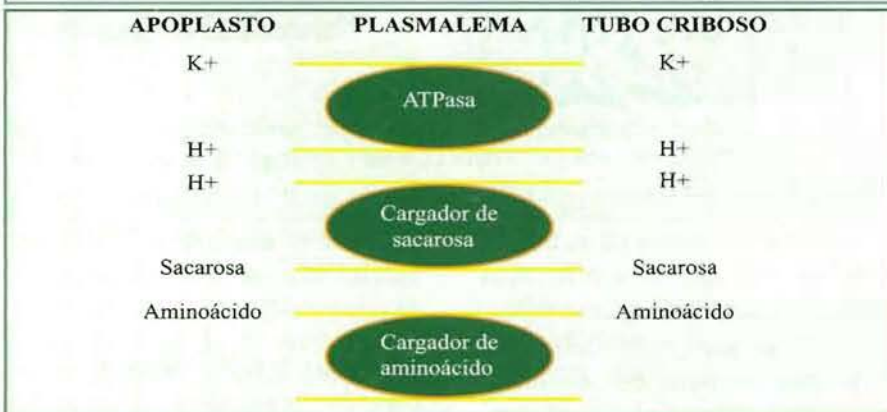 APOPLASTO PLASMALEMA TUBO CRIBOSO
K+ K+
ATPasa
H+ H+
H+ H+
Cargador de
sacarosa
Sacarosa Sacarosa
Aminoácido Aminoácido
Cargador de
aminoácido